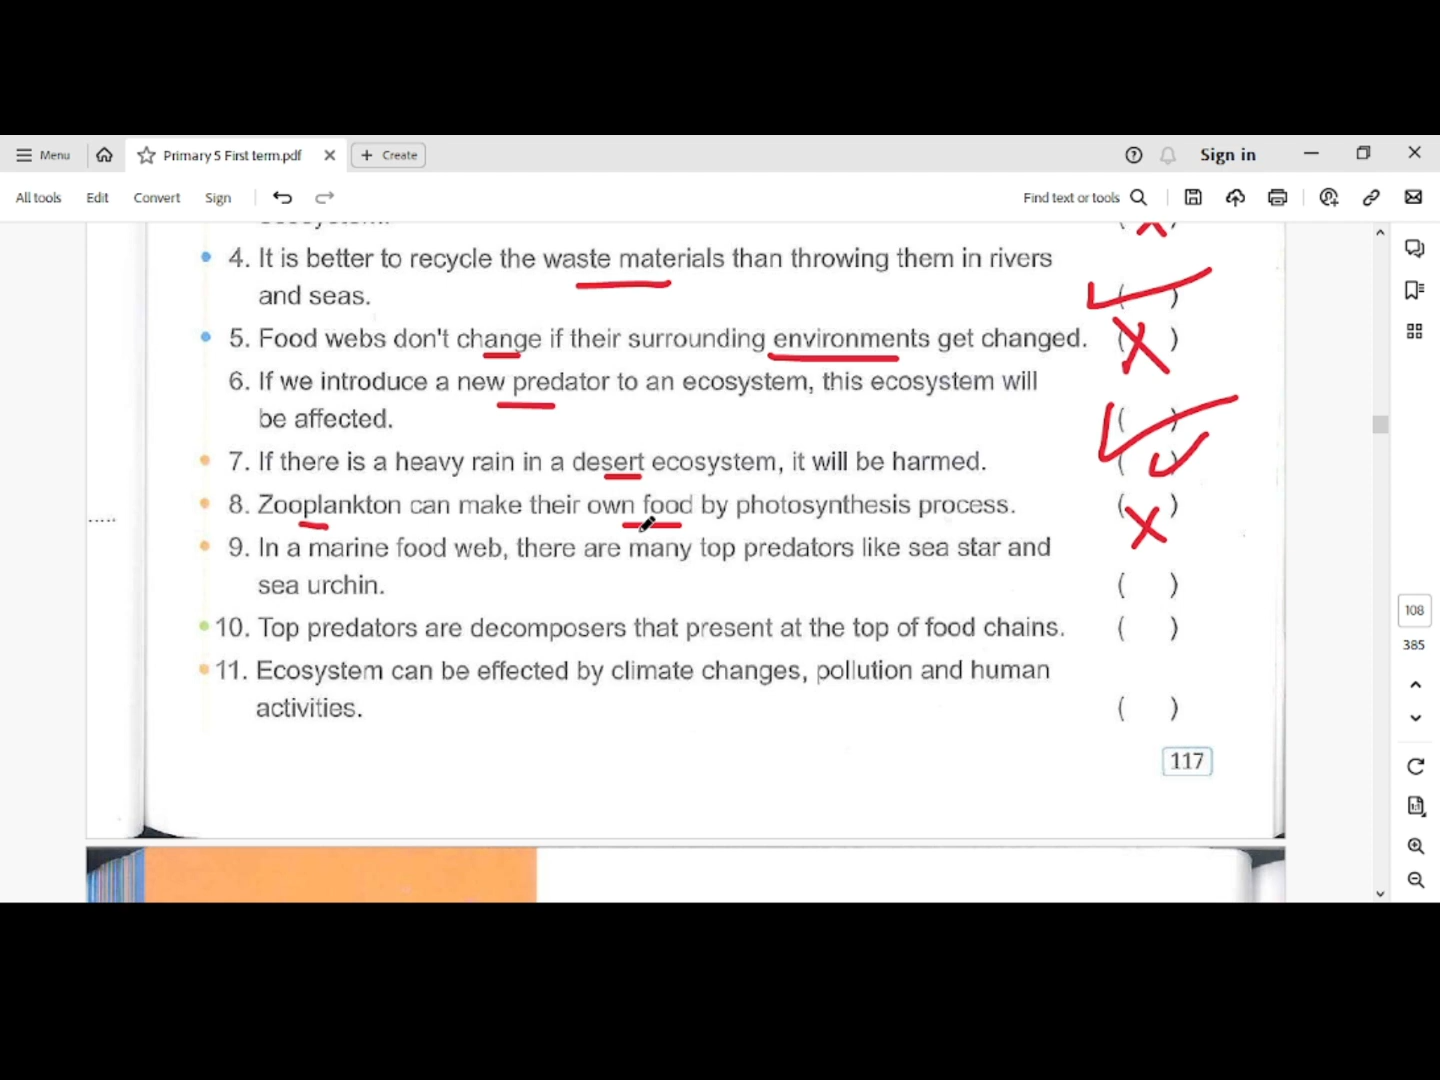 Menu
Primary 5 First term.pdf
Create
Sign in
All tools
Edit
Convert
Sign
Find text or tools
4. It is better to recycle the waste materials than throwing them in rivers
and seas. ( )
5. Food webs don't change if their surrounding environments get changed. ( )
6. If we introduce a new predator to an ecosystem, this ecosystem will
be affected. ( )
7. If there is a heavy rain in a desert ecosystem, it will be harmed. ( )
8. Zooplankton can make their own food by photosynthesis process. ( )
9. In a marine food web, there are many top predators like sea star and
sea urchin. ( )
10. Top predators are decomposers that present at the top of food chains. ( )
11. Ecosystem can be effected by climate changes, pollution and human
activities. ( )
117
108
385